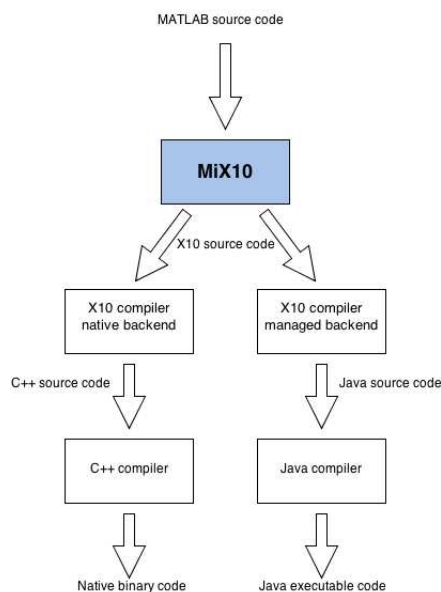 MATLAB source code
MiX10
X10 source code
X10 compiler
native backend
X10 compiler
managed backend
C++ source code
Java source code
C++ compiler
Java compiler
Native binary code
Java executable code